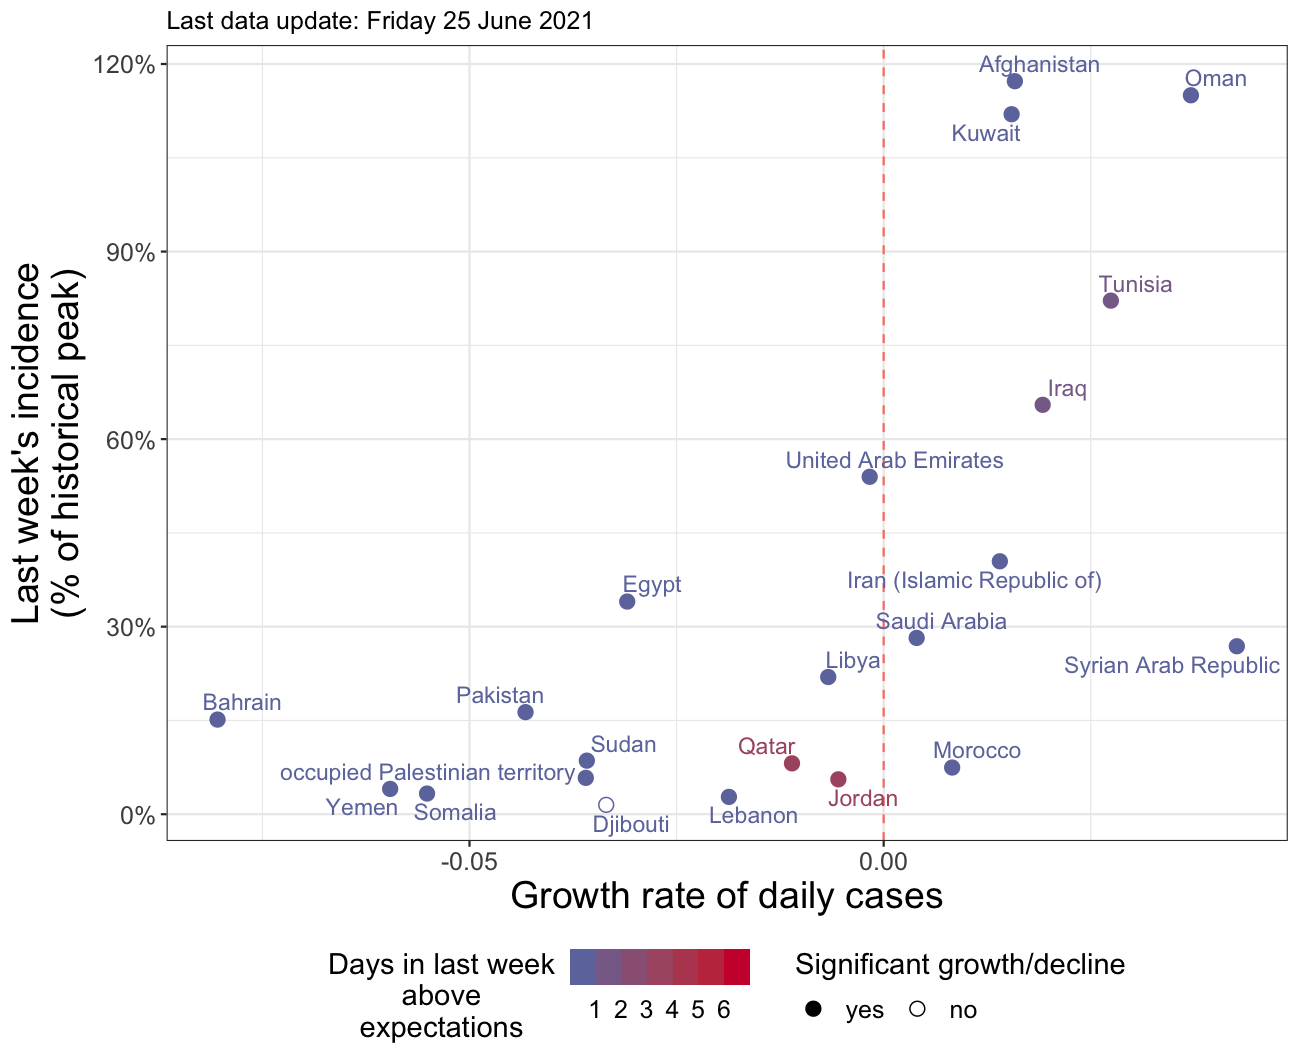 Last data update: Friday 25 June 2021
Last week's incidence
(% of historical peak)
120%
90%
60%
30%
0%
Afghanistan
Oman
Kuwait
Tunisia
Iraq
United Arab Emirates
Iran (Islamic Republic of)
Egypt
Saudi Arabia
Syrian Arab Republic
Libya
Bahrain
Pakistan
Sudan
Qatar
Morocco
occupied Palestinian territory
Yemen
Somalia
Jordan
Djibouti
Lebanon
-0.05
0.00
Growth rate of daily cases
Days in last week
above
expectations
1 2 3 4 5 6
Significant growth/decline
yes
no